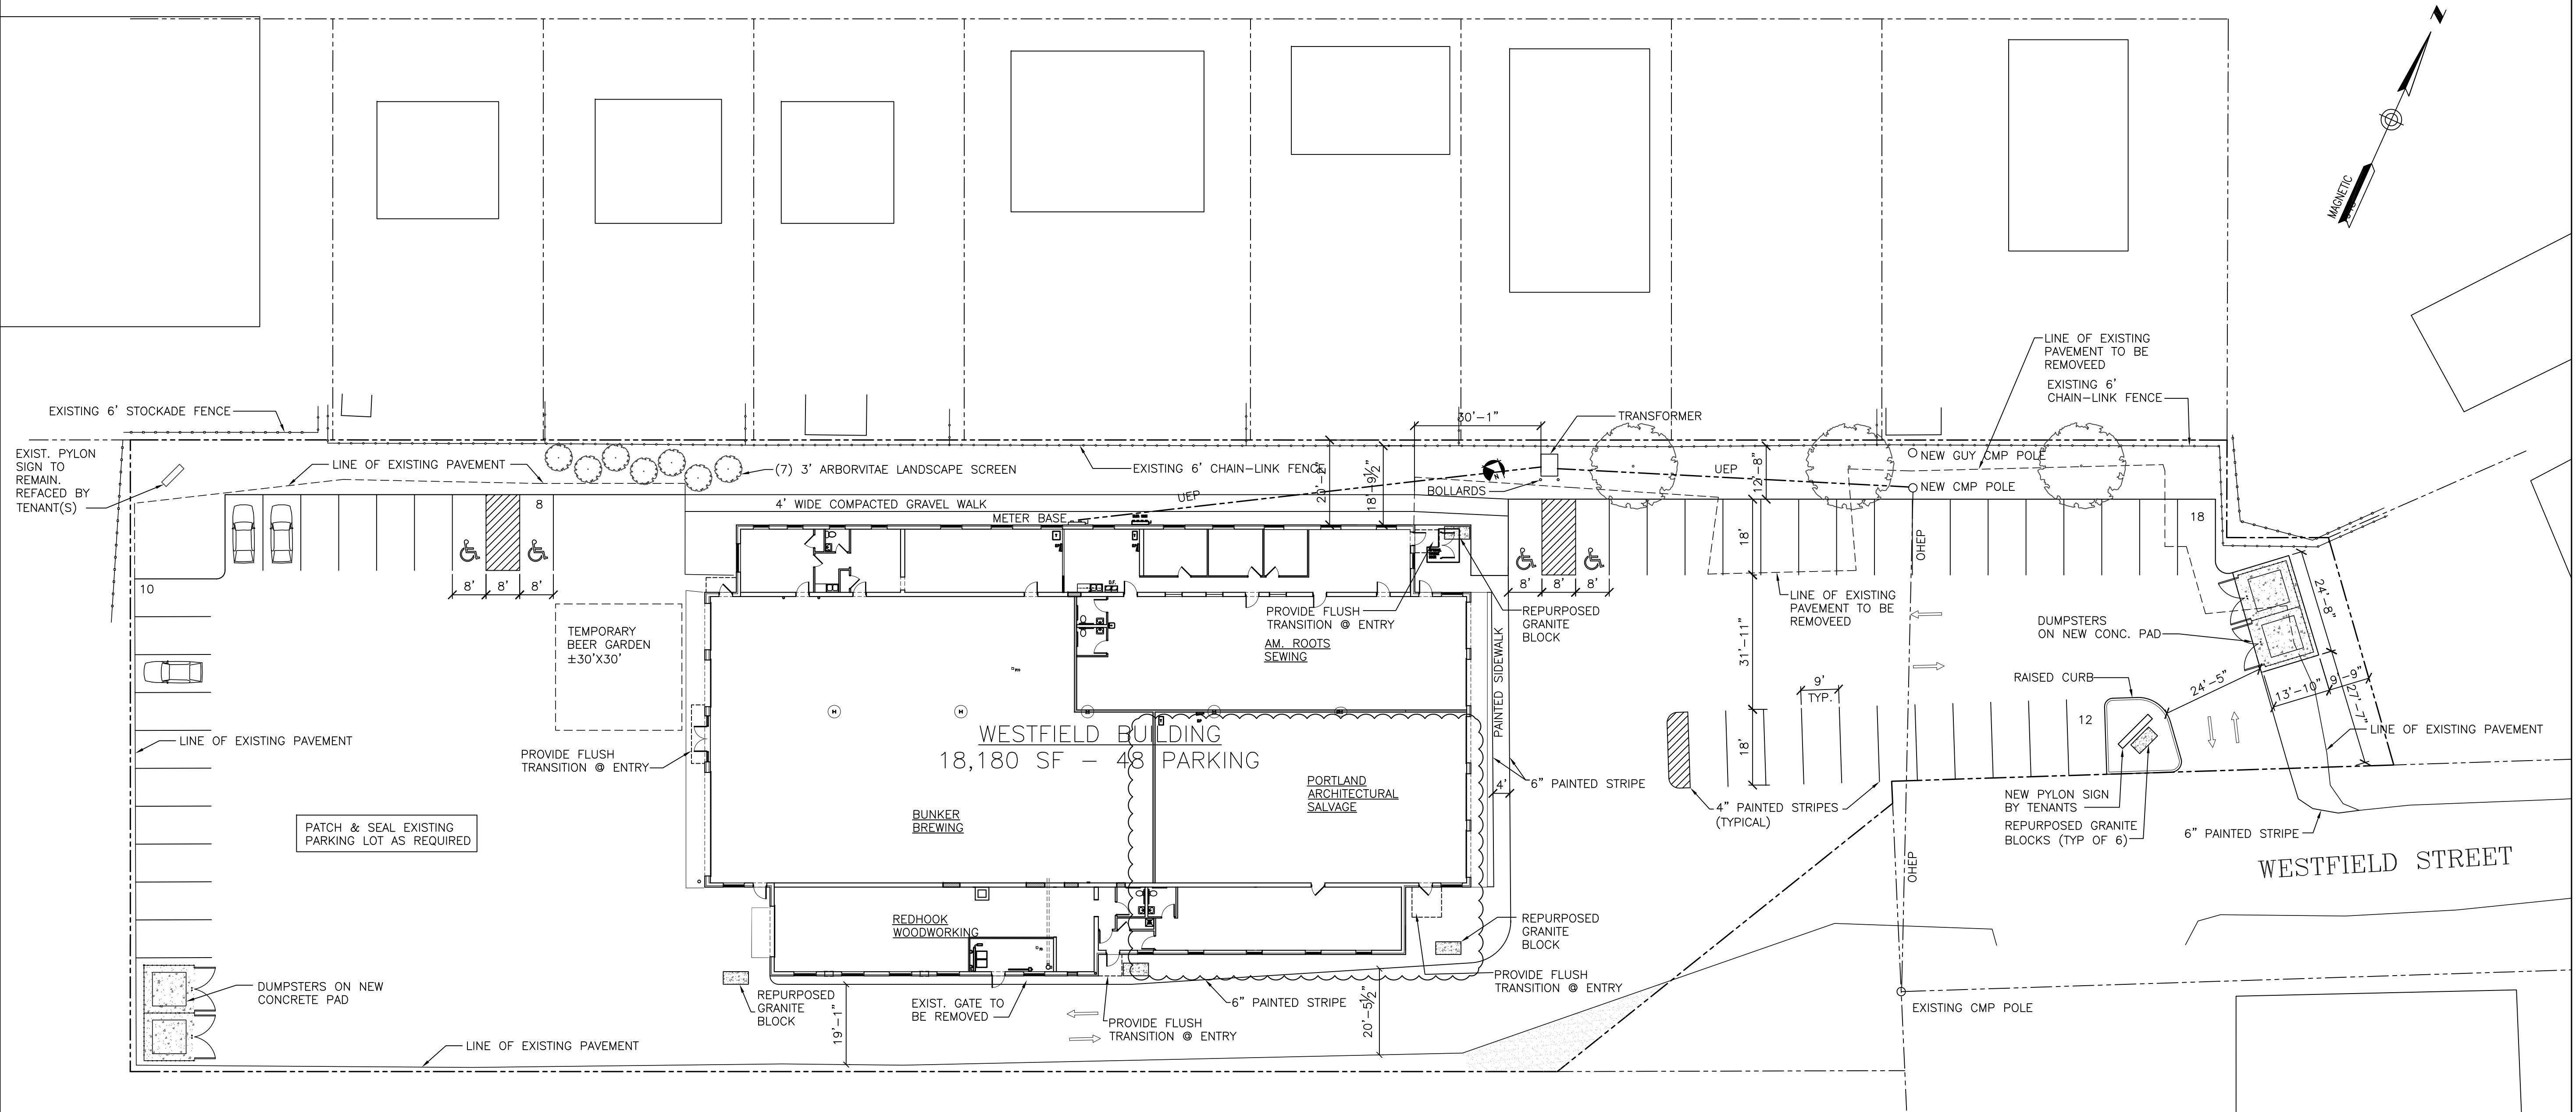 N
MAGNETIC
LINE OF EXISTING
PAVEMENT TO BE
REMOVEED
EXISTING 6'
CHAIN-LINK FENCE
EXISTING 6' STOCKADE FENCE
30'-1"
TRANSFORMER
EXIST. PYLON
SIGN TO
REMAIN.
REFACED BY
TENANT(S)
LINE OF EXISTING PAVEMENT
(7) 3' ARBORVITAE LANDSCAPE SCREEN
EXISTING 6' CHAIN-LINK FENCE
20'-2"
18'-9½"
UEP
BOLLARDS
UEP
12'-8"
NEW GUY CMP POLE
NEW CMP POLE
8
4' WIDE COMPACTED GRAVEL WALK
METER BASE
18
18'
OHEP
10
8'
8'
8'
D.F.
8'
8'
8'
PROVIDE FLUSH
TRANSITION @ ENTRY
REPURPOSED
GRANITE
BLOCK
LINE OF EXISTING
PAVEMENT TO BE
REMOVEED
24'-8"
DUMPSTERS
ON NEW CONC. PAD
TEMPORARY
BEER GARDEN
±30'X30'
AM. ROOTS
SEWING
PAINTED SIDEWALK
31'-11"
RAISED CURB
24'-5"
13'-10"
9'-9"
27'-7"
9'
TYP.
H
H
12
LINE OF EXISTING PAVEMENT
LINE OF EXISTING PAVEMENT
PROVIDE FLUSH
TRANSITION @ ENTRY
WESTFIELD BUILDING
18,180 SF - 48 PARKING
18'
PORTLAND
ARCHITECTURAL
SALVAGE
4'
6" PAINTED STRIPE
4" PAINTED STRIPES
(TYPICAL)
NEW PYLON SIGN
BY TENANTS
REPURPOSED GRANITE
BLOCKS (TYP OF 6)
6" PAINTED STRIPE
BUNKER
BREWING
PATCH & SEAL EXISTING
PARKING LOT AS REQUIRED
OHEP
WESTFIELD STREET
REDHOOK
WOODWORKING
REPURPOSED
GRANITE
BLOCK
PROVIDE FLUSH
TRANSITION @ ENTRY
DUMPSTERS ON NEW
CONCRETE PAD
REPURPOSED
GRANITE
BLOCK
EXIST. GATE TO
BE REMOVED
6" PAINTED STRIPE
19'-1"
20'-5½"
PROVIDE FLUSH
TRANSITION @ ENTRY
EXISTING CMP POLE
LINE OF EXISTING PAVEMENT